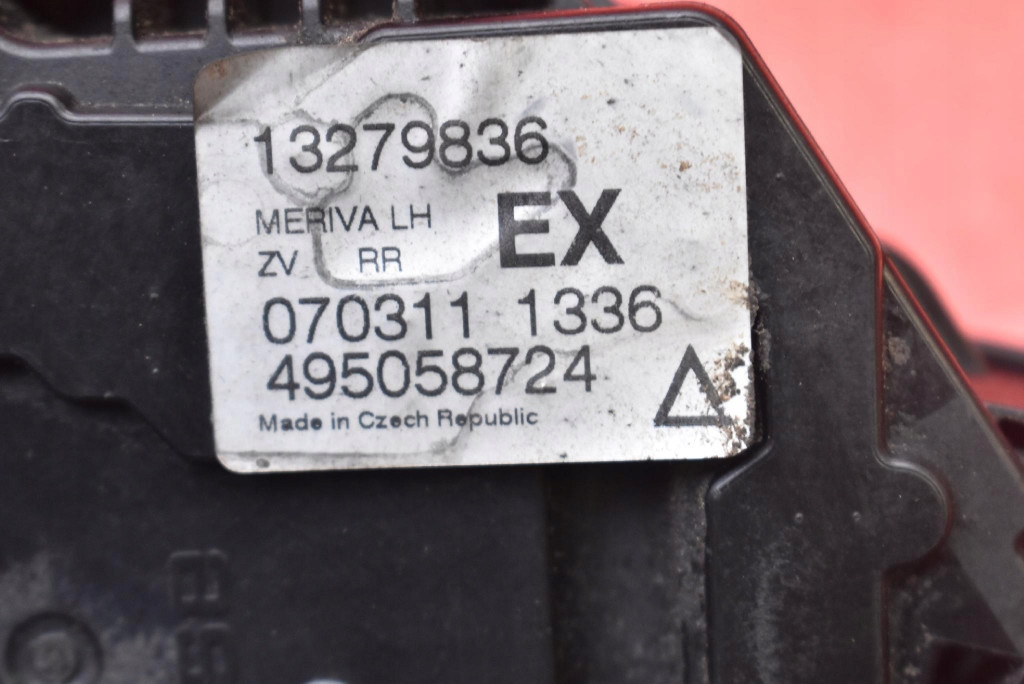 13279836
MERIVA LH EX
ZV RR
070311 1336
495058724
Made in Czech Republic